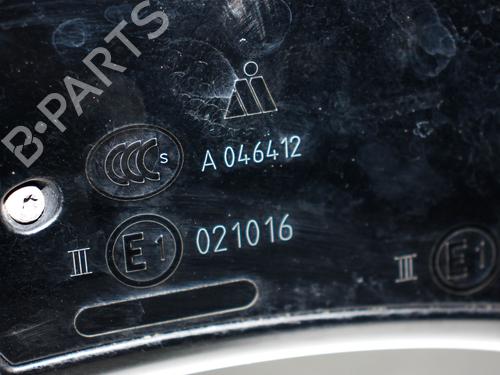 B-PARTS
CCC S A 046412
III E1 021016
III E1